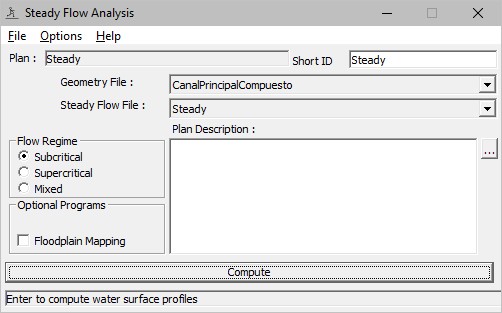 Steady Flow Analysis
File Options Help
Plan : Steady Short ID Steady
Geometry File : CanalPrincipalCompuesto
Steady Flow File : Steady
Plan Description :
Flow Regime
Subcritical
Supercritical
Mixed
...
Optional Programs
Floodplain Mapping
Compute
Enter to compute water surface profiles